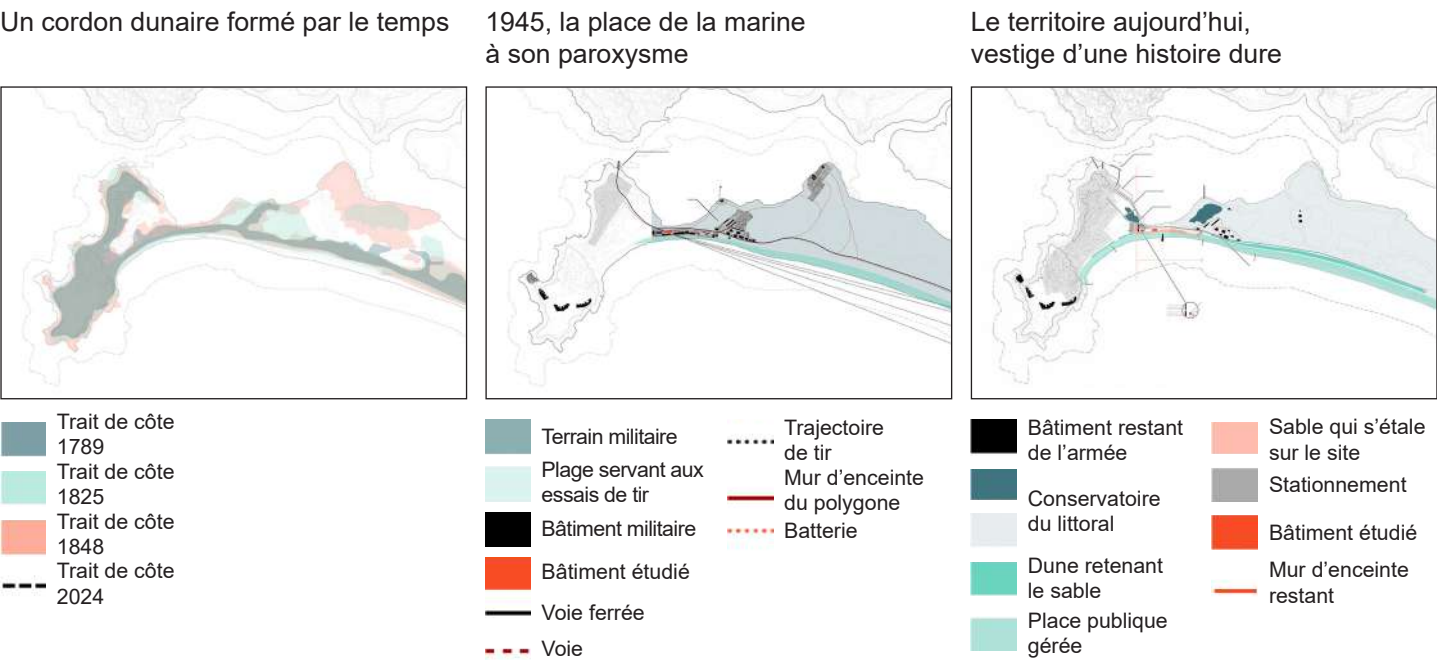 Un cordon dunaire formé par le temps
1945, la place de la marine
à son paroxysme
Le territoire aujourd’hui,
vestige d’une histoire dure
Trait de côte
1789
Trait de côte
1825
Trait de côte
1848
Trait de côte
2024
Terrain militaire
Plage servant aux
essais de tir
Bâtiment militaire
Bâtiment étudié
Voie ferrée
Voie
Trajectoire
de tir
Mur d’enceinte
du polygone
Batterie
Bâtiment restant
de l’armée
Conservatoire
du littoral
Dune retenant
le sable
Place publique
gérée
Sable qui s’étale
sur le site
Stationnement
Bâtiment étudié
Mur d’enceinte
restant